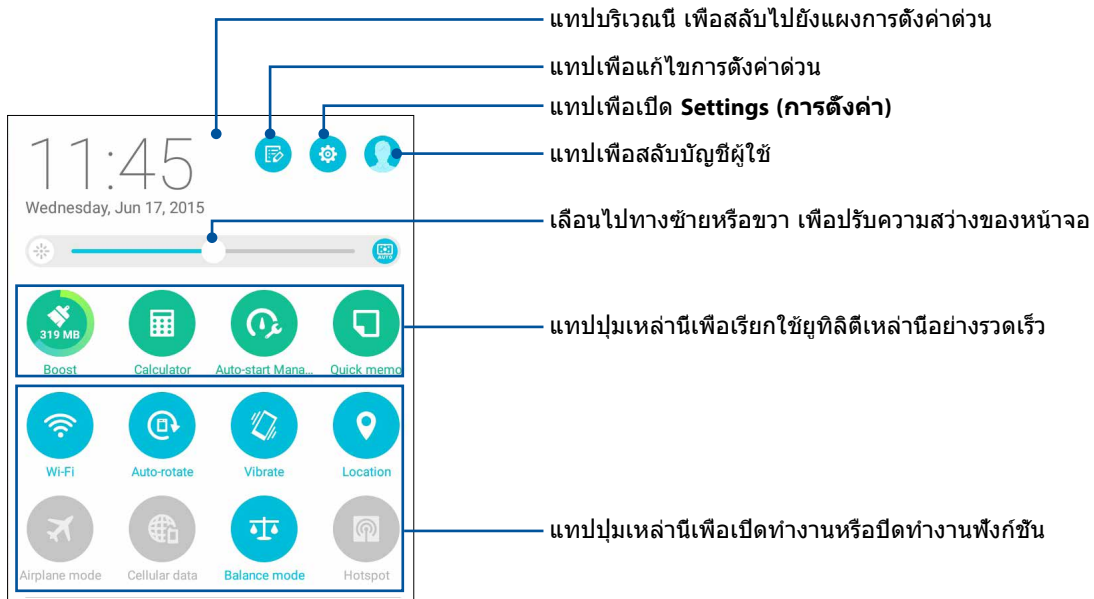 แทปบริเวณนี้ เพื่อสลับไปยังแผงการตั้งค่าด่วน
แทปเพื่อแก้ไขการตั้งค่าด่วน
แทปเพื่อเปิด Settings (การตั้งค่า)
แทปเพื่อสลับบัญชีผู้ใช้
11:45
Wednesday, Jun 17, 2015
เลื่อนไปทางซ้ายหรือขวา เพื่อปรับความสว่างของหน้าจอ
AUTO
319 MB
แทปปุ่มเหล่านี้เพื่อเรียกใช้ยูทิลิตี้เหล่านี้อย่างรวดเร็ว
Boost Calculator Auto-start Mana... Quick memo
Wi-Fi Auto-rotate Vibrate Location
แทปปุ่มเหล่านี้เพื่อเปิดทำงานหรือปิดทำงานฟังก์ชั่น
Airplane mode Cellular data Balance mode Hotspot